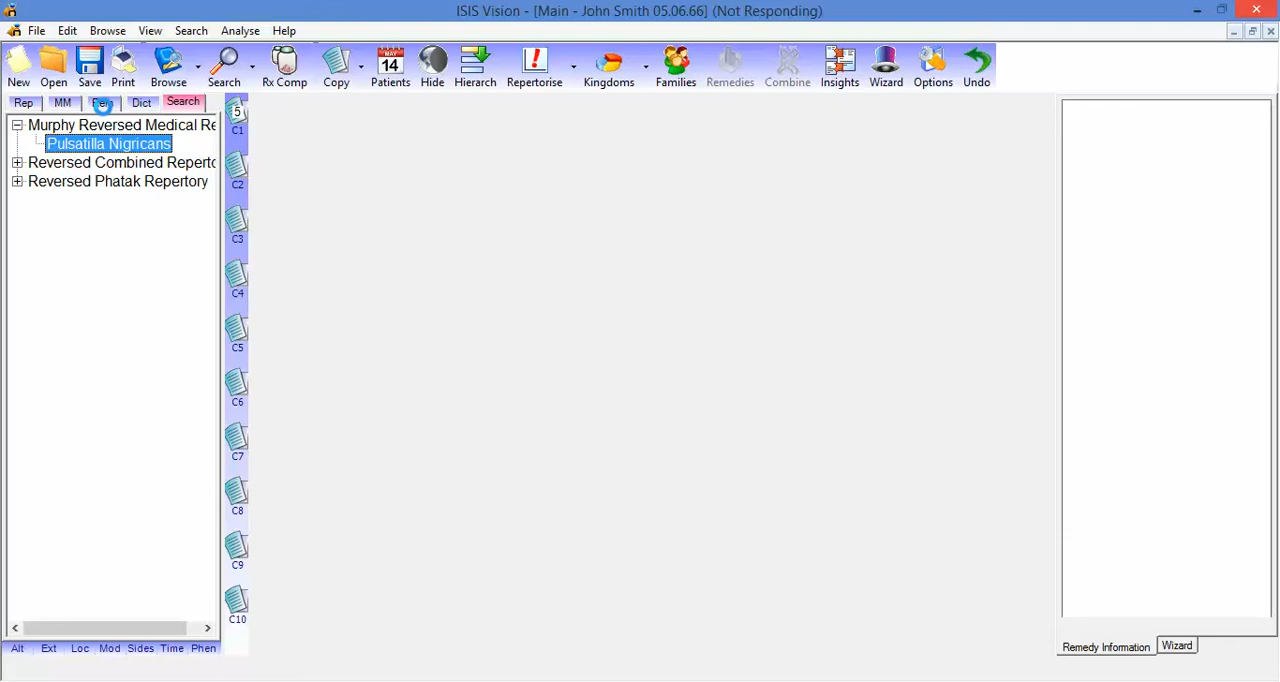 ISIS Vision - [Main - John Smith 05.06.66] (Not Responding)
File Edit Browse View Search Analyse Help
MAY
14
New Open Save Print Browse Search Rx Comp Copy Patients Hide Hierarch Repertorise Kingdoms Families Remedies Combine Insights Wizard Options Undo
Rep MM Rem Dict Search
Murphy Reversed Medical Re
Pulsatilla Nigricans
Reversed Combined Reperto
Reversed Phatak Repertory
5
C1
C2
C3
C4
C5
C6
C7
C8
C9
C10
Alt Ext Loc Mod Sides Time Phen
Remedy Information Wizard